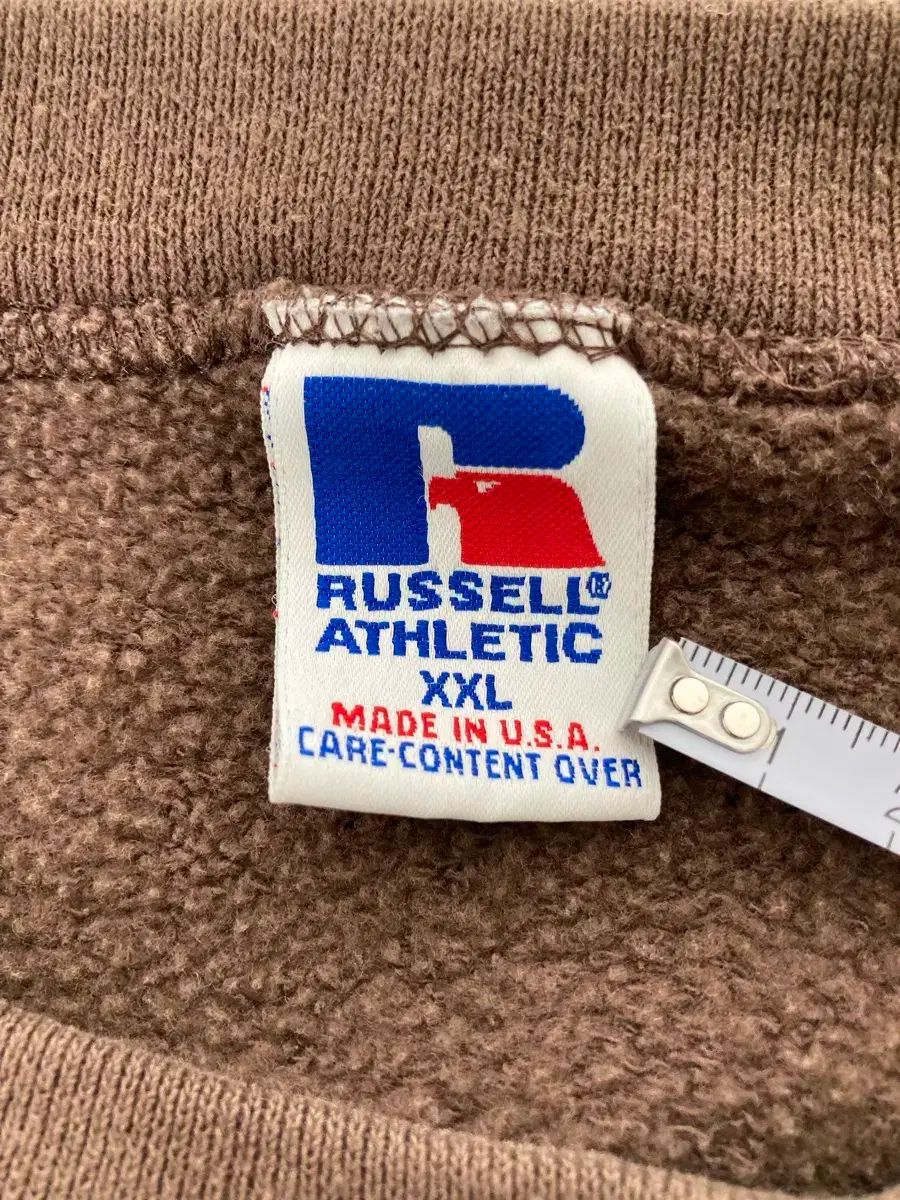 RUSSELL®
ATHLETIC
XXL
MADE IN U.S.A.
CARE·CONTENT OVER